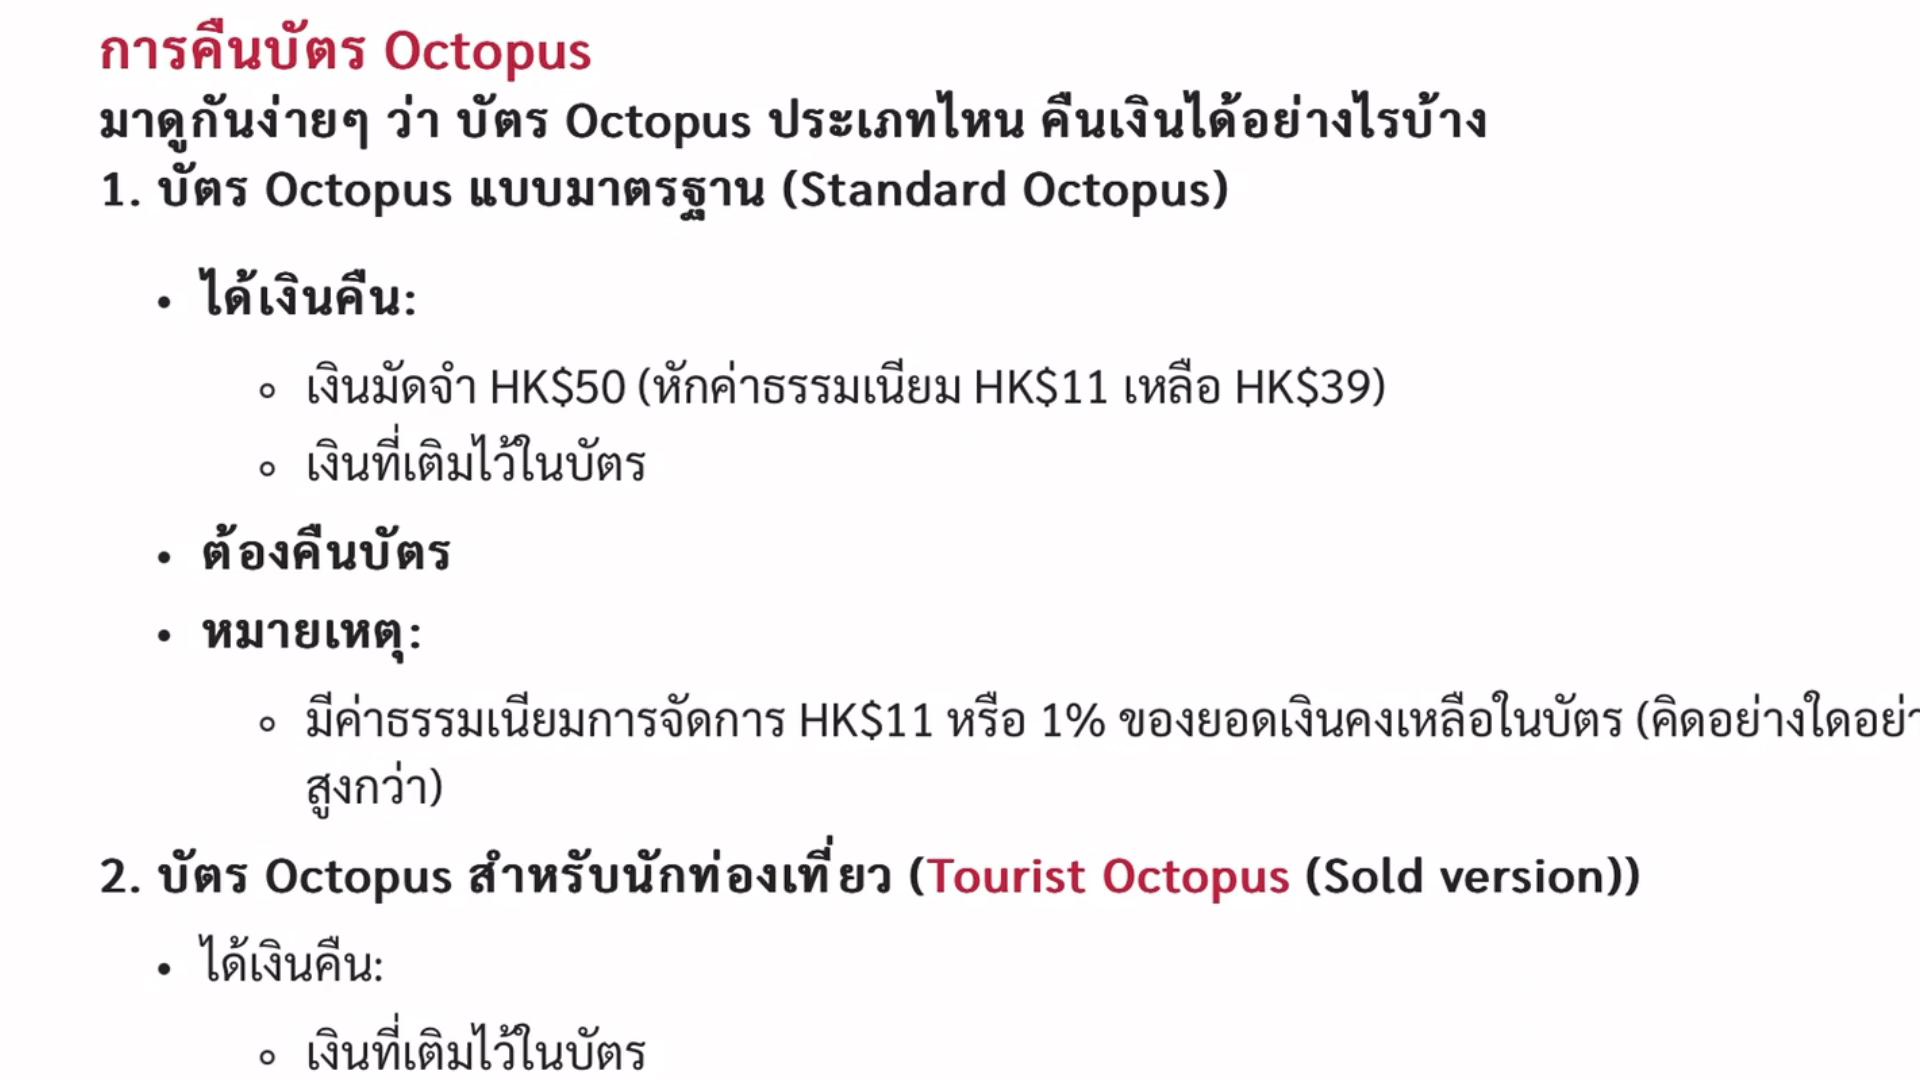 การคืนบัตร Octopus
มาดูกันง่ายๆ ว่า บัตร Octopus ประเภทไหน คืนเงินได้อย่างไรบ้าง
1. บัตร Octopus แบบมาตรฐาน (Standard Octopus)
• ได้เงินคืน:
◦ เงินมัดจำ HK$50 (หักค่าธรรมเนียม HK$11 เหลือ HK$39)
◦ เงินที่เติมไว้ในบัตร
• ต้องคืนบัตร
• หมายเหตุ:
◦ มีค่าธรรมเนียมการจัดการ HK$11 หรือ 1% ของยอดเงินคงเหลือในบัตร (คิดอย่างใดอย่า
สูงกว่า)
2. บัตร Octopus สำหรับนักท่องเที่ยว (Tourist Octopus (Sold version))
• ได้เงินคืน:
◦ เงินที่เติมไว้ในบัตร